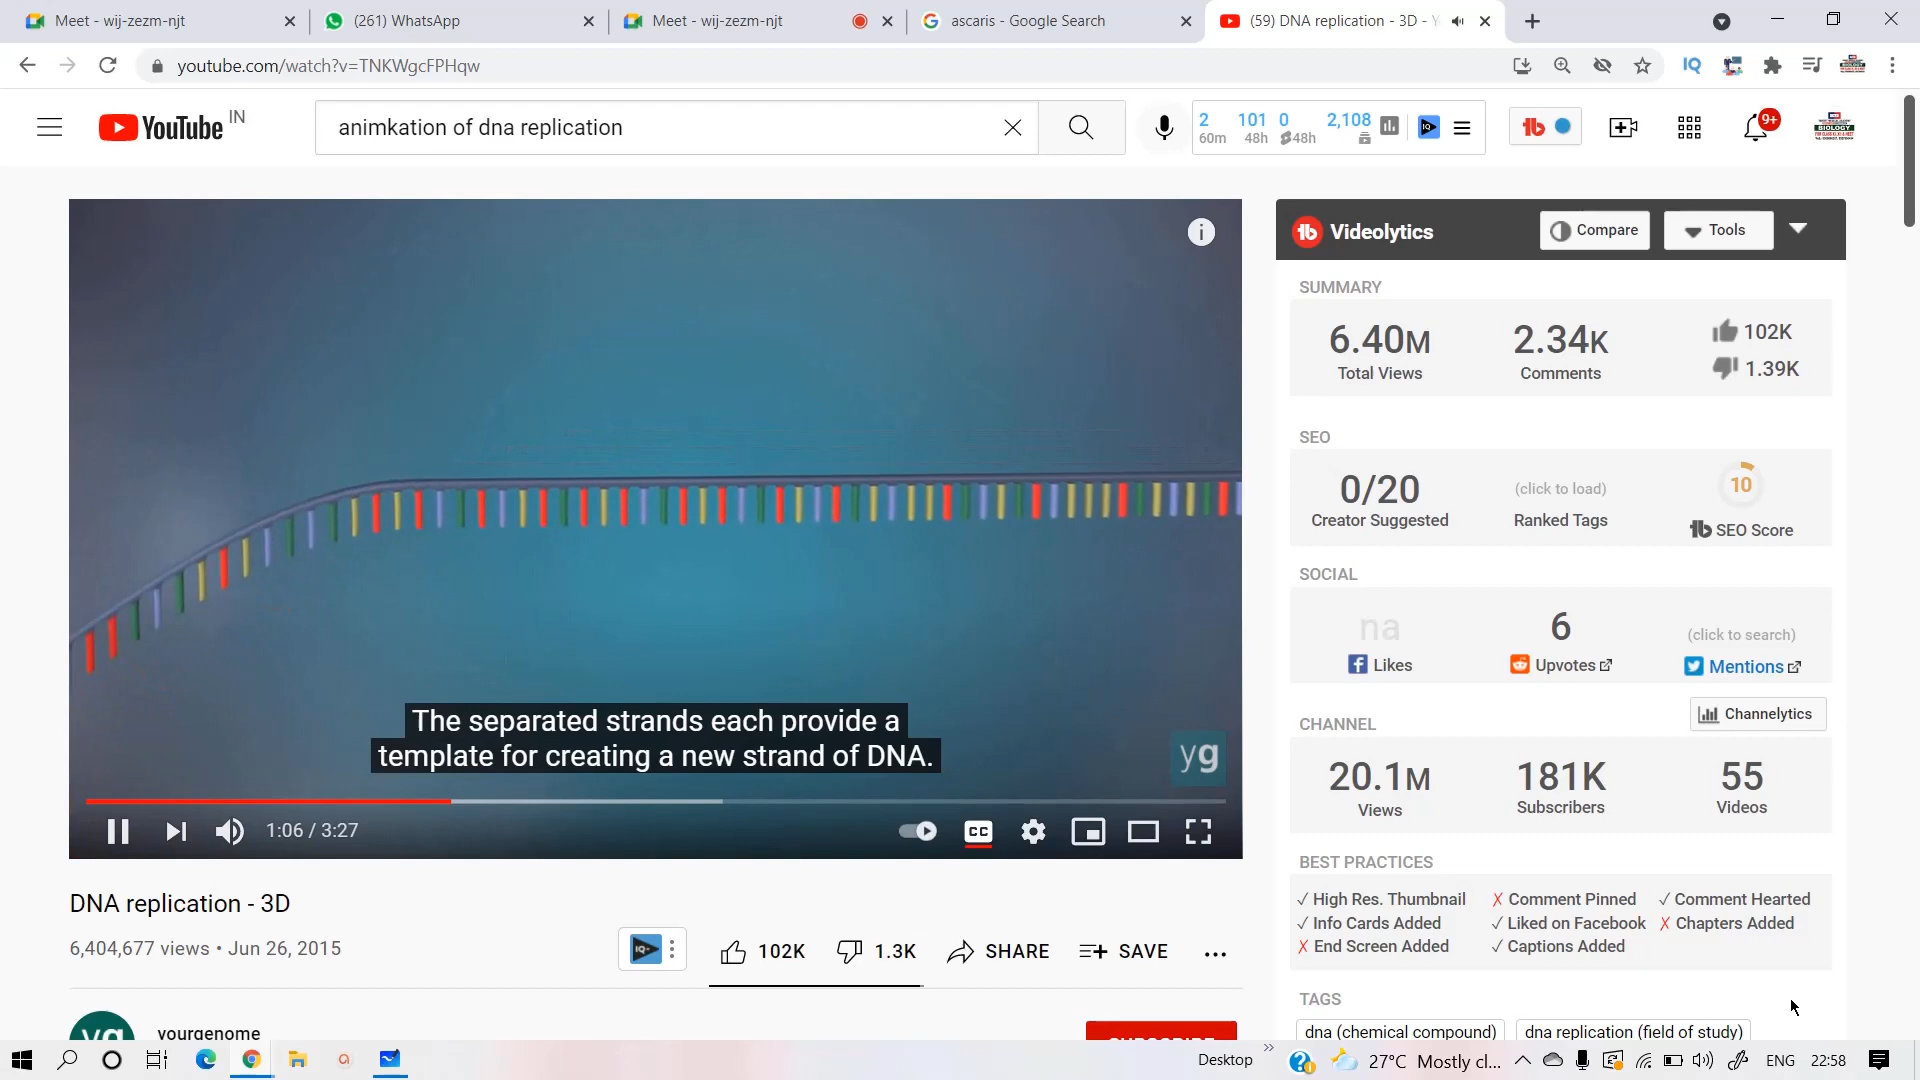 Meet - wij-zezm-njt
(261) WhatsApp
Meet - wij-zezm-njt
ascaris - Google Search
(59) DNA replication - 3D - Y
youtube.com/watch?v=TNKWgcFPHqw
YouTube IN
animkation of dna replication
2 101 0 2,108
60m 48h 48h
9+
Videolytics
Compare
Tools
SUMMARY
6.40M 2.34K 102K
Total Views Comments 1.39K
SEO
0/20 (click to load) 10
Creator Suggested Ranked Tags SEO Score
SOCIAL
na 6 (click to search)
Likes Upvotes Mentions
CHANNEL Channelytics
20.1M 181K 55
Views Subscribers Videos
BEST PRACTICES
✓ High Res. Thumbnail ✗ Comment Pinned ✓ Comment Hearted
✓ Info Cards Added ✓ Liked on Facebook ✗ Chapters Added
✗ End Screen Added ✓ Captions Added
TAGS
dna (chemical compound) dna replication (field of study)
The separated strands each provide a
template for creating a new strand of DNA.
yg
1:06 / 3:27
CC
DNA replication - 3D
6,404,677 views • Jun 26, 2015
102K 1.3K SHARE SAVE
yourgenome
SUBSCRIBE
Desktop
27°C Mostly cl...
ENG 22:58